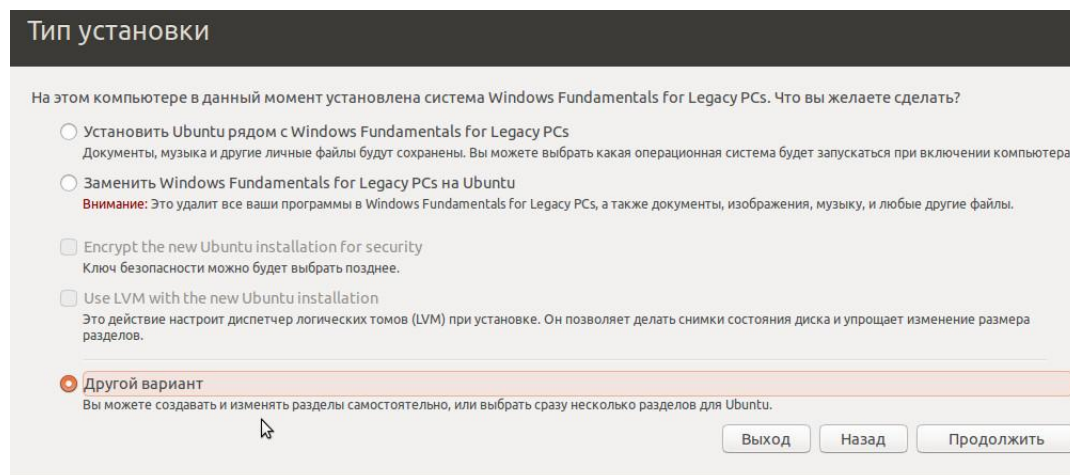 Тип установки
На этом компьютере в данный момент установлена система Windows Fundamentals for Legacy PCs. Что вы желаете сделать?
Установить Ubuntu рядом с Windows Fundamentals for Legacy PCs
Документы, музыка и другие личные файлы будут сохранены. Вы можете выбрать какая операционная система будет запускаться при включении компьютера
Заменить Windows Fundamentals for Legacy PCs на Ubuntu
Внимание: Это удалит все ваши программы в Windows Fundamentals for Legacy PCs, а также документы, изображения, музыку, и любые другие файлы.
Encrypt the new Ubuntu installation for security
Ключ безопасности можно будет выбрать позднее.
Use LVM with the new Ubuntu installation
Это действие настроит диспетчер логических томов (LVM) при установке. Он позволяет делать снимки состояния диска и упрощает изменение размера
разделов.
Другой вариант
Вы можете создавать и изменять разделы самостоятельно, или выбрать сразу несколько разделов для Ubuntu.
Выход Назад Продолжить